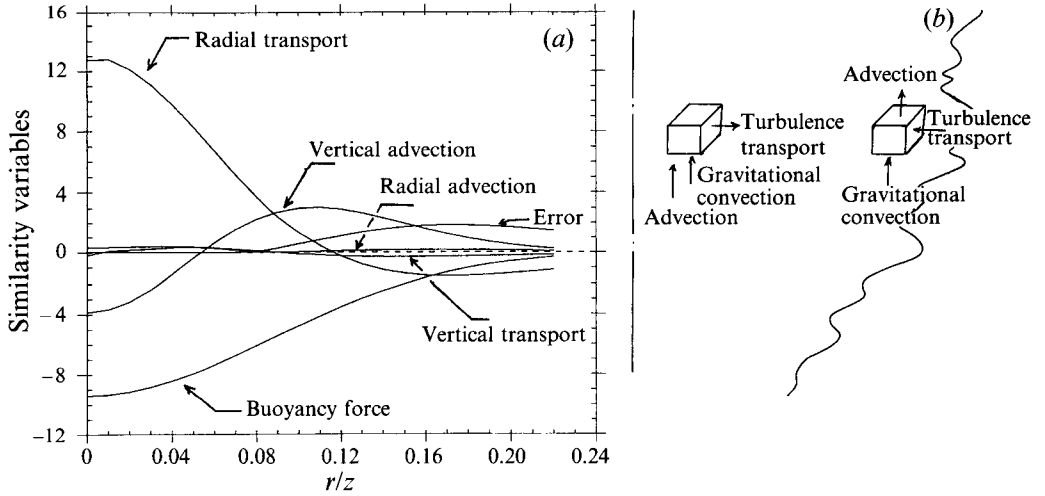 16
12
8
4
0
-4
-8
-12
Similarity variables
0
0.04
0.08
0.12
0.16
0.20
0.24
r/z
(a)
Radial transport
Vertical advection
Radial advection
Error
Vertical transport
Buoyancy force
(b)
Turbulence
transport
Gravitational
convection
Advection
Advection
Turbulence
transport
Gravitational
convection